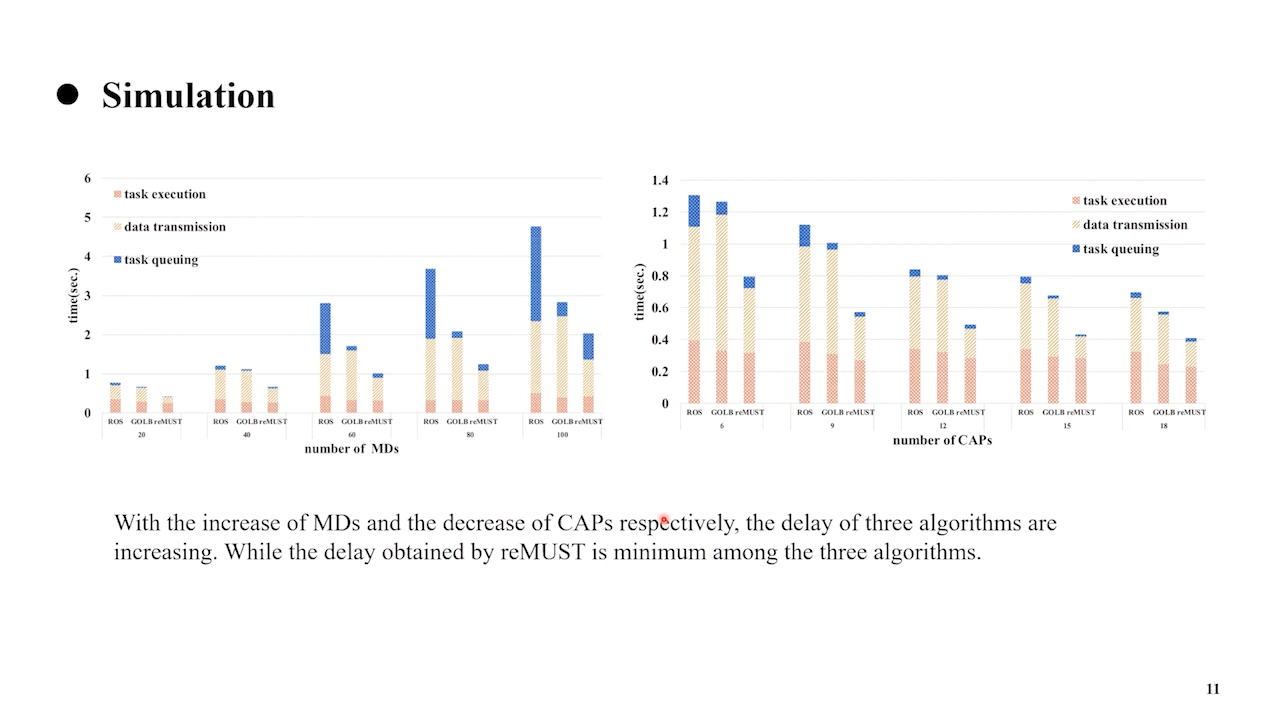 Simulation
6
5
4
3
2
1
0
time(sec.)
task execution
data transmission
task queuing
ROS GOLB reMUST ROS GOLB reMUST ROS GOLB reMUST ROS GOLB reMUST ROS GOLB reMUST
20 40 60 80 100
number of MDs
1.4
1.2
1
0.8
0.6
0.4
0.2
0
time(sec.)
task execution
data transmission
task queuing
ROS GOLB reMUST ROS GOLB reMUST ROS GOLB reMUST ROS GOLB reMUST ROS GOLB reMUST
6 9 12 15 18
number of CAPs
With the increase of MDs and the decrease of CAPs respectively, the delay of three algorithms are
increasing. While the delay obtained by reMUST is minimum among the three algorithms.
11